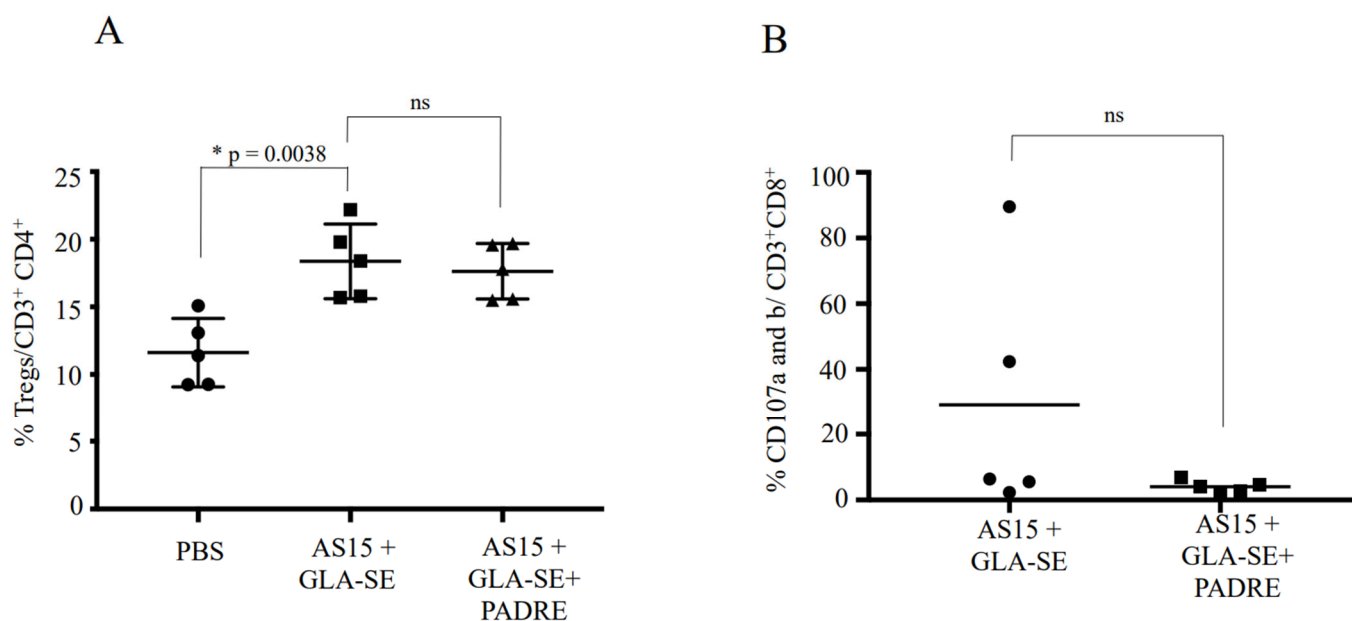 A
B
ns
* p = 0.0038
ns
% Tregs/CD3⁺ CD4⁺
25
20
15
10
5
0
PBS
AS15 +
GLA-SE
AS15 +
GLA-SE+
PADRE
% CD107a and b/ CD3⁺CD8⁺
100
80
60
40
20
0
AS15 +
GLA-SE
AS15 +
GLA-SE+
PADRE